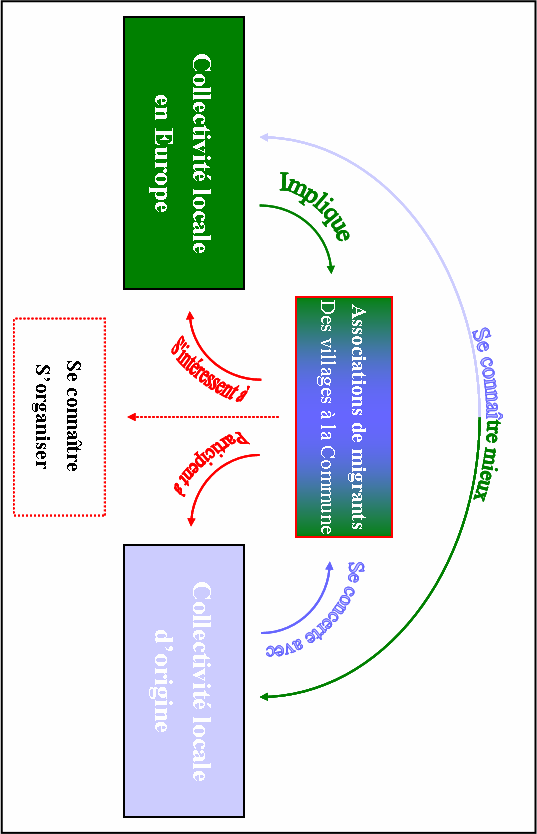 Se connaître mieux
Associations de migrants
Des villages à la Commune
Implique
Se concerte avec
Collectivité locale
en Europe
S'intéressent à
Participent à
Collectivité locale
d’origine
Se connaître
S’organiser